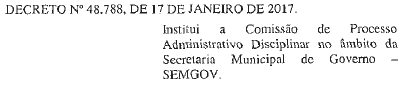 DECRETO Nº 48.788, DE 17 DE JANEIRO DE 2017.
Institui a Comissão de Processo
Administrativo Disciplinar no âmbito da
Secretaria Municipal de Governo –
SEMGOV.